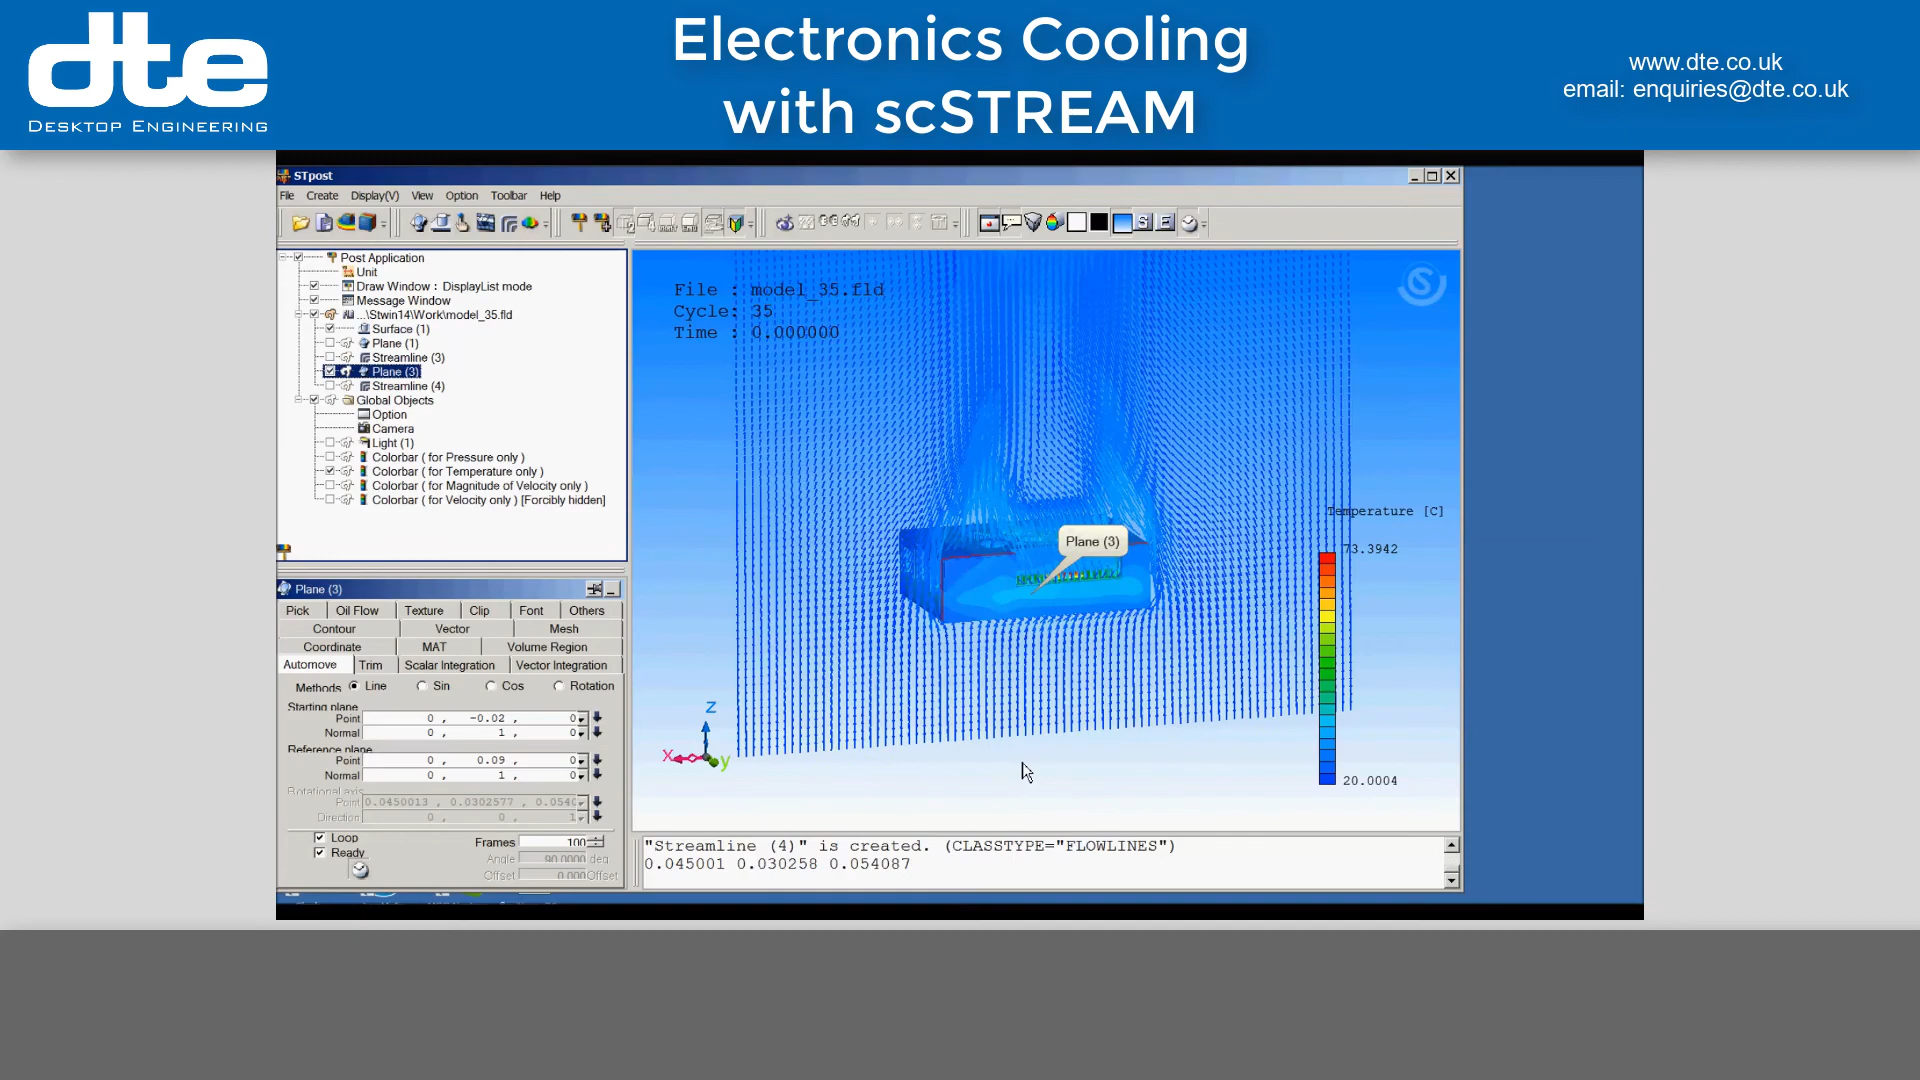 dte
DESKTOP ENGINEERING
Electronics Cooling
with scSTREAM
www.dte.co.uk
email: enquiries@dte.co.uk
STpost
File Create Display(V) View Option Toolbar Help
Post Application
Unit
Draw Window : DisplayList mode
Message Window
...\Stwin14\Work\model_35.fld
Surface (1)
Plane (1)
Streamline (3)
Plane (3)
Streamline (4)
Global Objects
Option
Camera
Light (1)
Colorbar ( for Pressure only )
Colorbar ( for Temperature only )
Colorbar ( for Magnitude of Velocity only )
Colorbar ( for Velocity only ) [Forcibly hidden]
File : model_35.fld
Cycle: 35
Time : 0.000000
Plane (3)
Temperature [C]
73.3942
20.0004
Z
X
y
Plane (3)
Pick Oil Flow Texture Clip Font Others
Contour Vector Mesh
Coordinate MAT Volume Region
Automove Trim Scalar Integration Vector Integration
Methods Line Sin Cos Rotation
Starting plane
Point 0 , -0.02 , 0
Normal 0 , 1 , 0
Reference plane
Point 0 , 0.09 , 0
Normal 0 , 1 , 0
Rotational axis
Point 0.0450013 , 0.0302577 , 0.0540
Direction 0 , 0 , 1
Loop
Ready
Frames 100
Angle 90.0000 deg
Offset 0.000 Offset
"Streamline (4)" is created. (CLASSTYPE="FLOWLINES")
0.045001 0.030258 0.054087